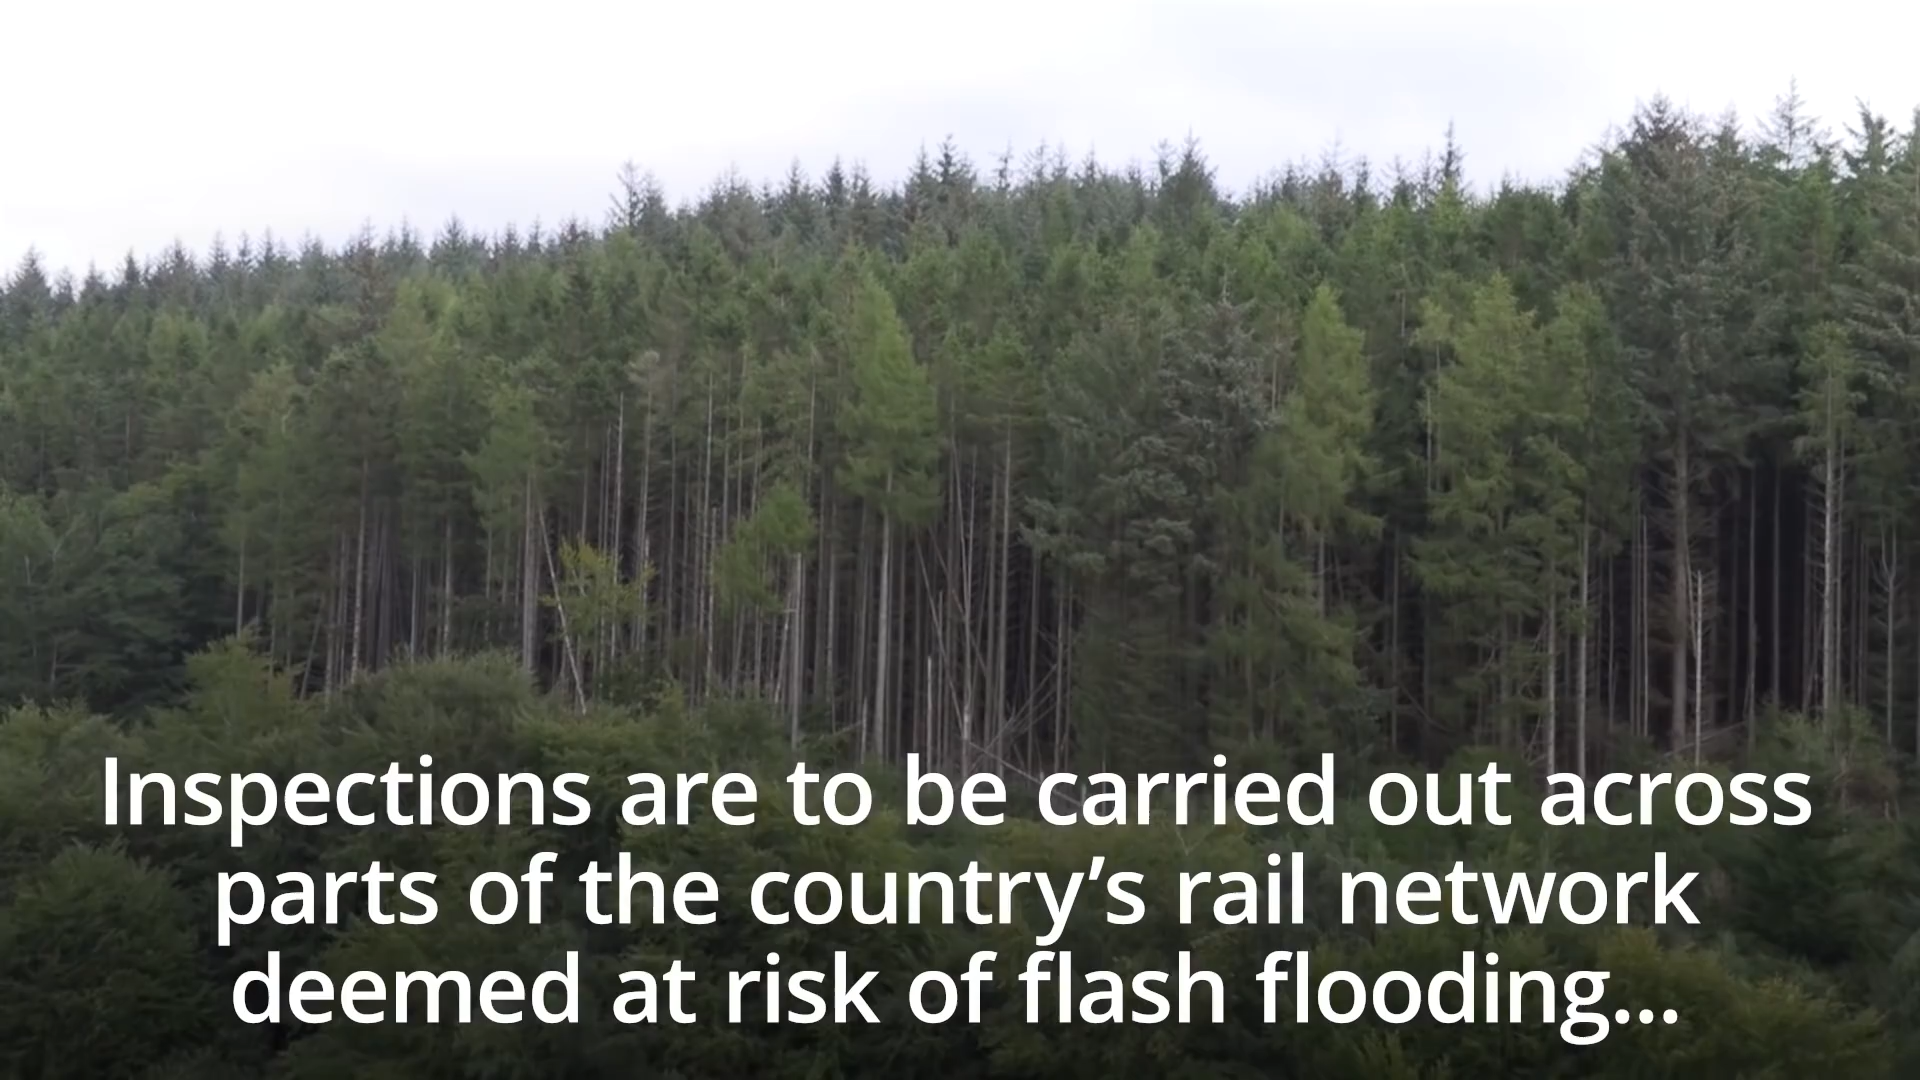 Inspections are to be carried out across
parts of the country’s rail network
deemed at risk of flash flooding...